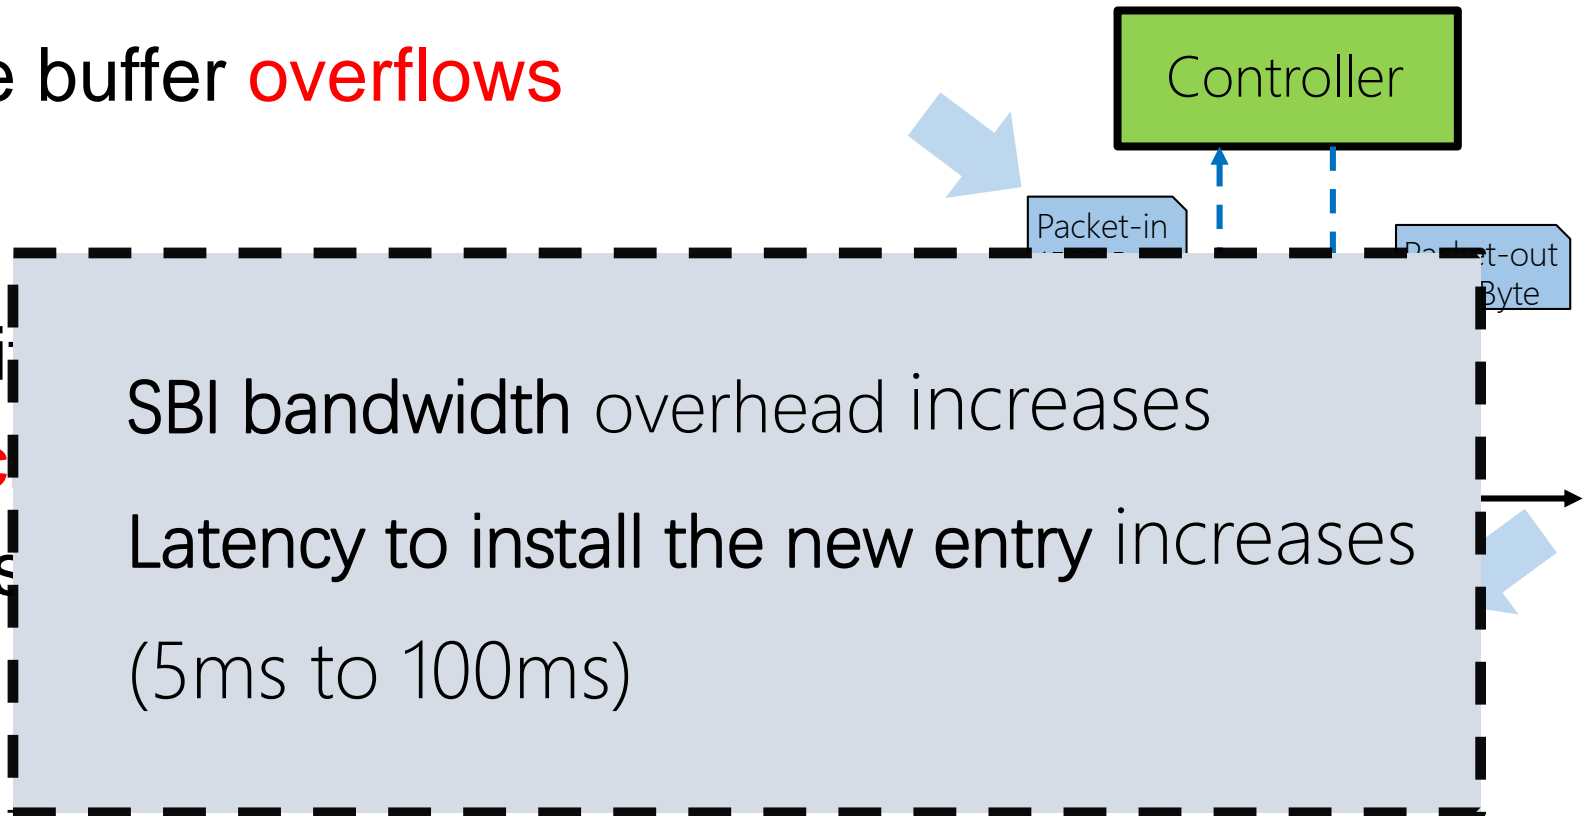 e buffer overflows
Controller
Packet-in
et-out
Byte
SBI bandwidth overhead increases
Latency to install the new entry increases
(5ms to 100ms)